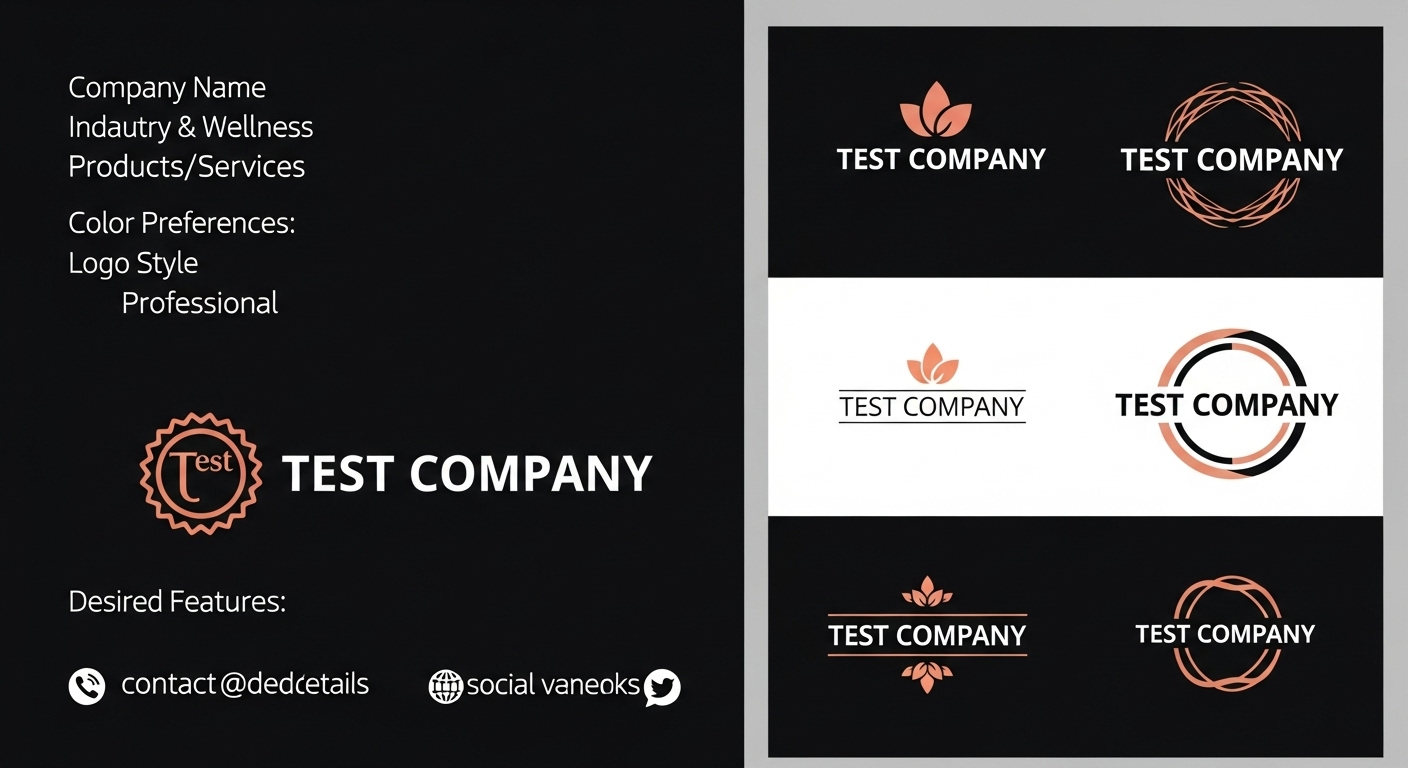 Company Name
Indautry & Wellness
Products/Services
Color Preferences:
Logo Style
Professional
Test
TEST COMPANY
Desired Features:
contact @dedcetails
social vaneoks
TEST COMPANY
TEST COMPANY
TEST COMPANY
TEST COMPANY
TEST COMPANY
TEST COMPANY